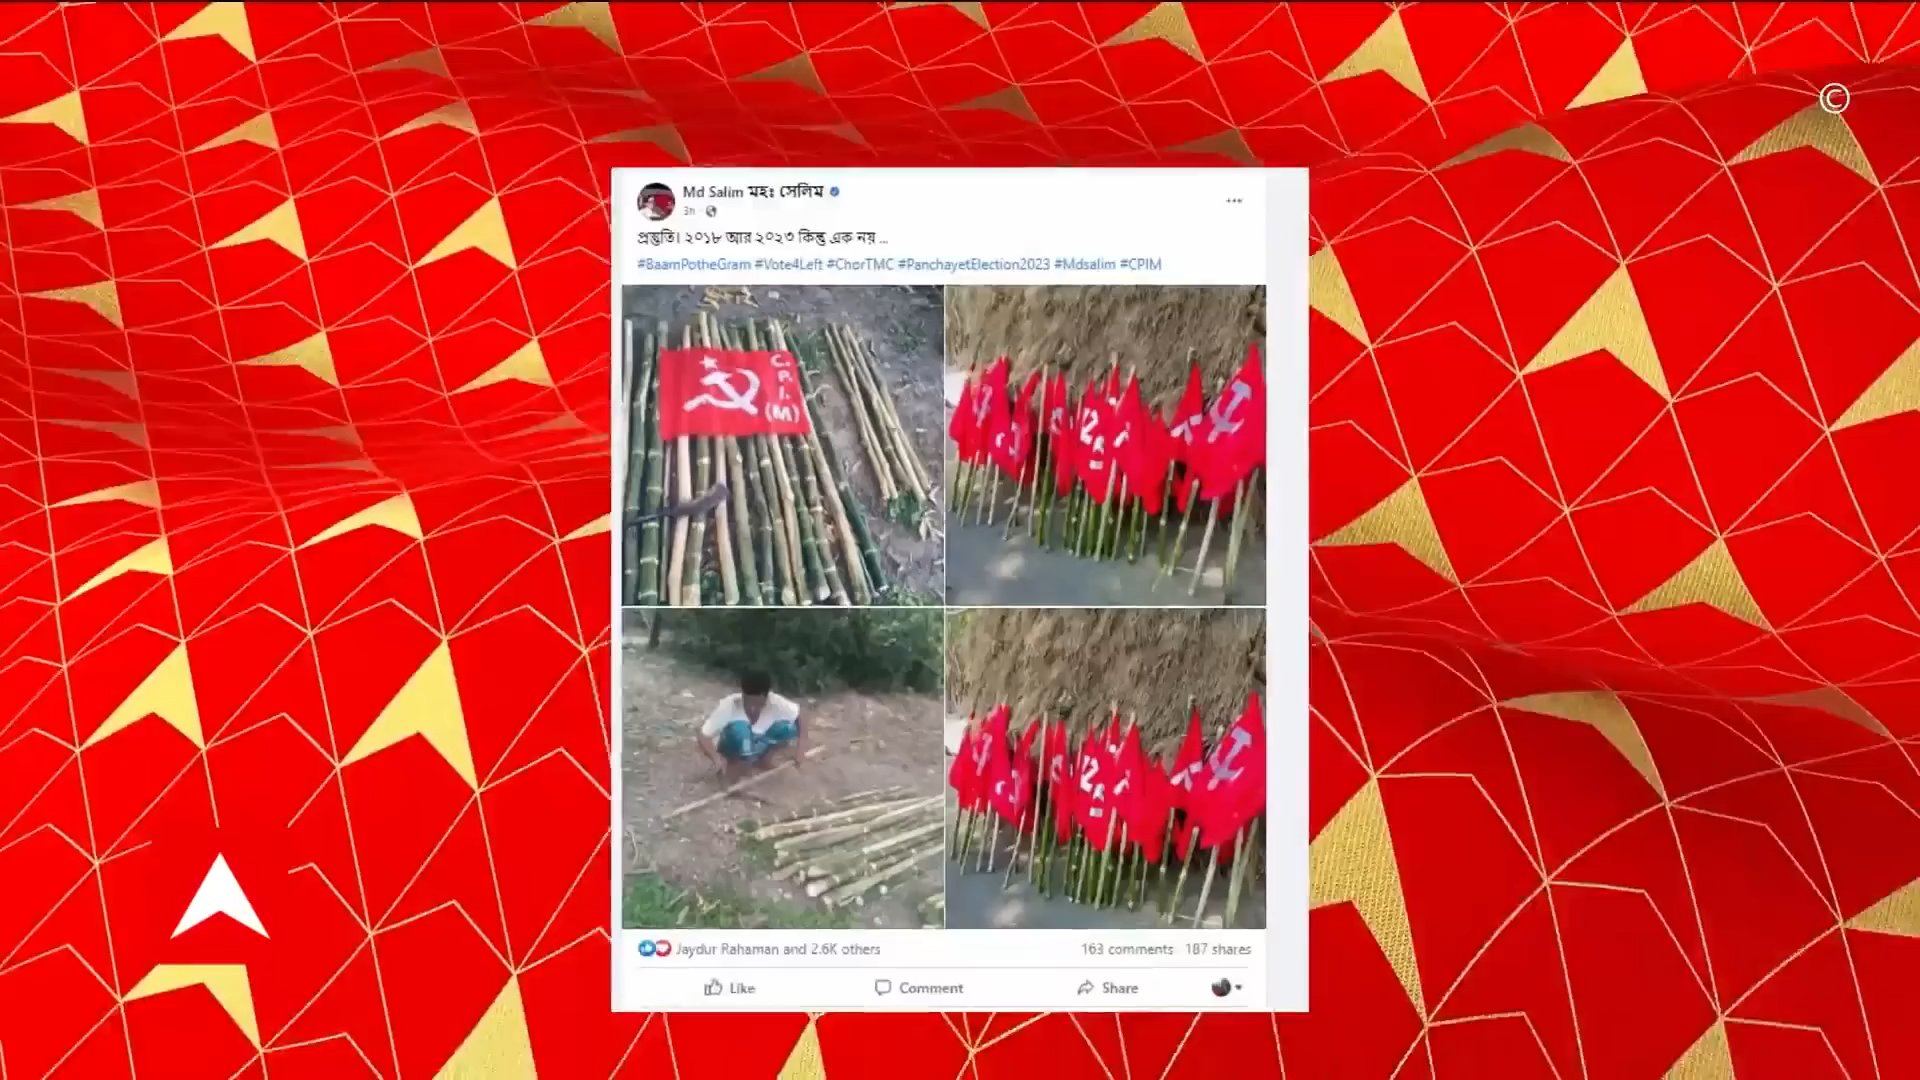 ©
Md Salim মহঃ সেলিম
3h
প্রস্তুতি। ২০১৮ আর ২০২৩ কিন্তু এক নয় ...
#BaamPotheGram #Vote4Left #ChorTMC #PanchayetElection2023 #Mdsalim #CPIM
C.
P.
I.
(M)
Jaydur Rahaman and 2.6K others
163 comments 187 shares
Like Comment Share